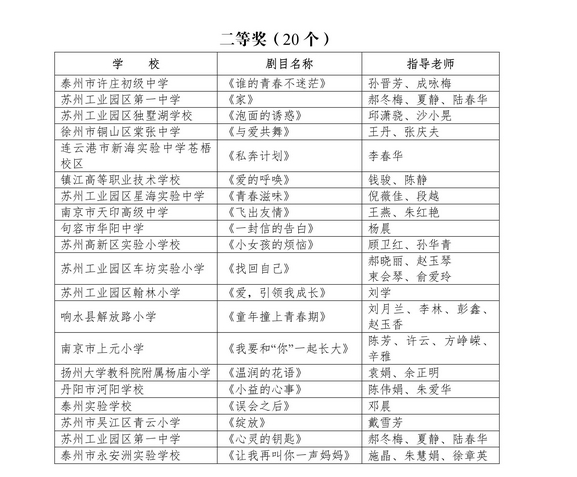 二等奖（20个）
学　校　剧目名称　指导老师
泰州市许庄初级中学　《谁的青春不迷茫》　孙晋芳、成咏梅
苏州工业园区第一中学　《家》　郝冬梅、夏静、陆春华
苏州工业园区独墅湖学校　《泡面的诱惑》　邱潇骁、沙小晃
徐州市铜山区棠张中学　《与爱共舞》　王丹、张庆夫
连云港市新海实验中学苍梧
校区　《私奔计划》　李春华
镇江高等职业技术学校　《爱的呼唤》　钱骏、陈静
苏州工业园区星海实验中学　《青春滋味》　倪薇佳、段越
南京市天印高级中学　《飞出友情》　王燕、朱红艳
句容市华阳中学　《一封信的告白》　杨晨
苏州高新区实验小学校　《小女孩的烦恼》　顾卫红、孙华青
苏州工业园区车坊实验小学　《找回自己》　郝晓丽、赵玉琴
束会琴、俞爱玲
苏州工业园区翰林小学　《爱，引领我成长》　刘学
响水县解放路小学　《童年撞上青春期》　刘月兰、李林、彭鑫、
赵玉香
南京市上元小学　《我要和“你”一起长大》　陈芳、许云、方峥嵘、
辛雅
扬州大学教科院附属杨庙小学　《温润的花语》　袁娟、余正明
丹阳市河阳学校　《小益的心事》　陈伟娟、朱爱华
泰州实验学校　《误会之后》　邓晨
苏州市吴江区青云小学　《绽放》　戴雪芳
苏州工业园区第一中学　《心灵的钥匙》　郝冬梅、夏静、陆春华
泰州市永安洲实验学校　《让我再叫你一声妈妈》　施晶、朱慧娟、徐章英